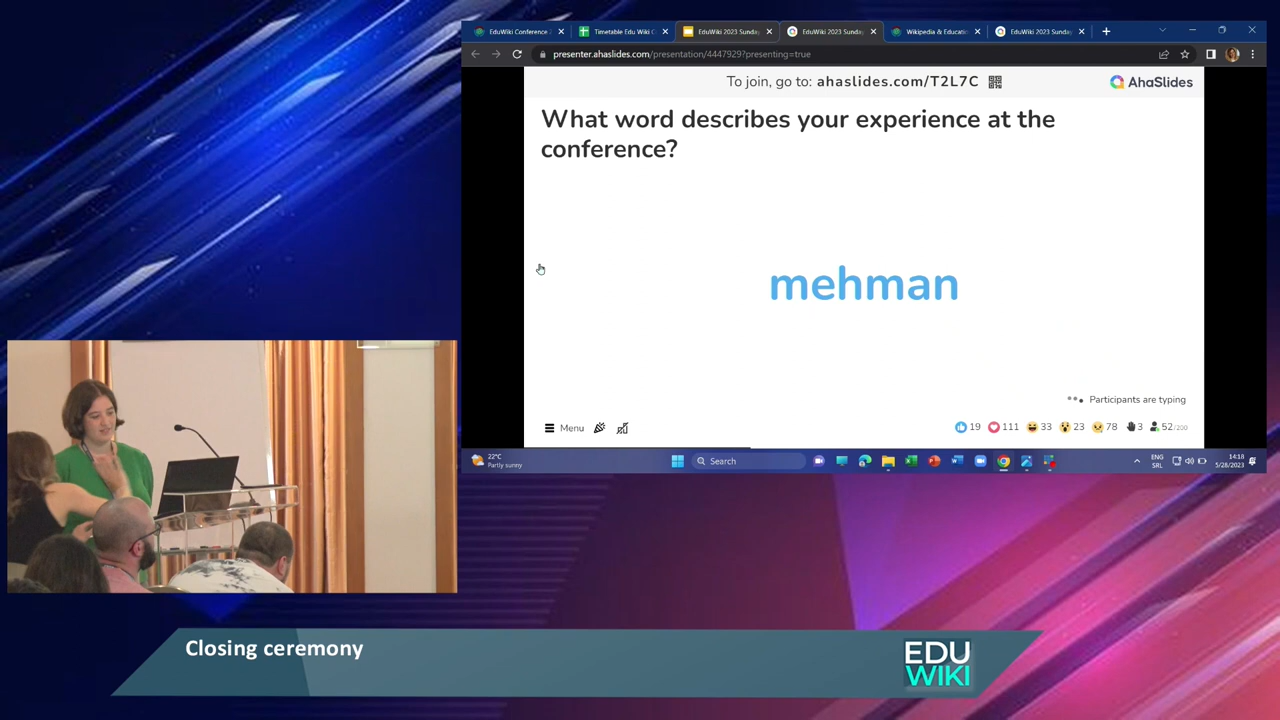 EduWiki Conference
Timetable Edu Wiki C
EduWiki 2023 Sunday
EduWiki 2023 Sunday
Wikipedia & Educatio
EduWiki 2023 Sunday
presenter.ahaslides.com/presentation/4447929?presenting=true
To join, go to: ahaslides.com/T2L7C
AhaSlides
What word describes your experience at the
conference?
mehman
Participants are typing
Menu
19
111
33
23
78
3
52/200
22°C
Partly sunny
Search
ENG
SRL
14:18
5/28/2023
Closing ceremony
EDU
WIKI